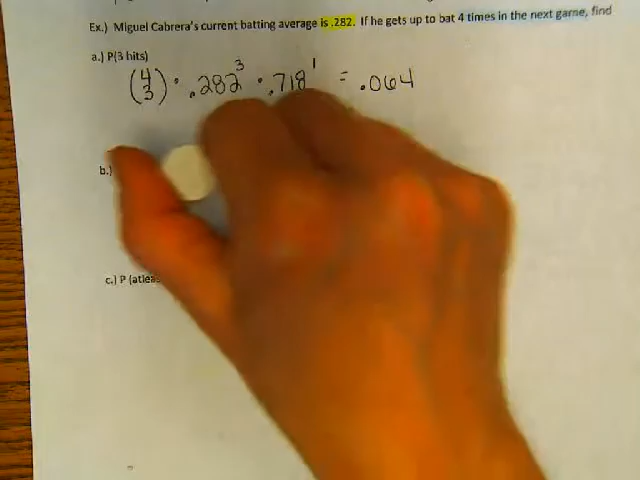 Ex.) Miguel Cabrera's current batting average is .282. If he gets up to bat 4 times in the next game, find
a.) P(3 hits)
(4 3) · .282^3 · .718^1 = .064
b.)
c.) P (atlea